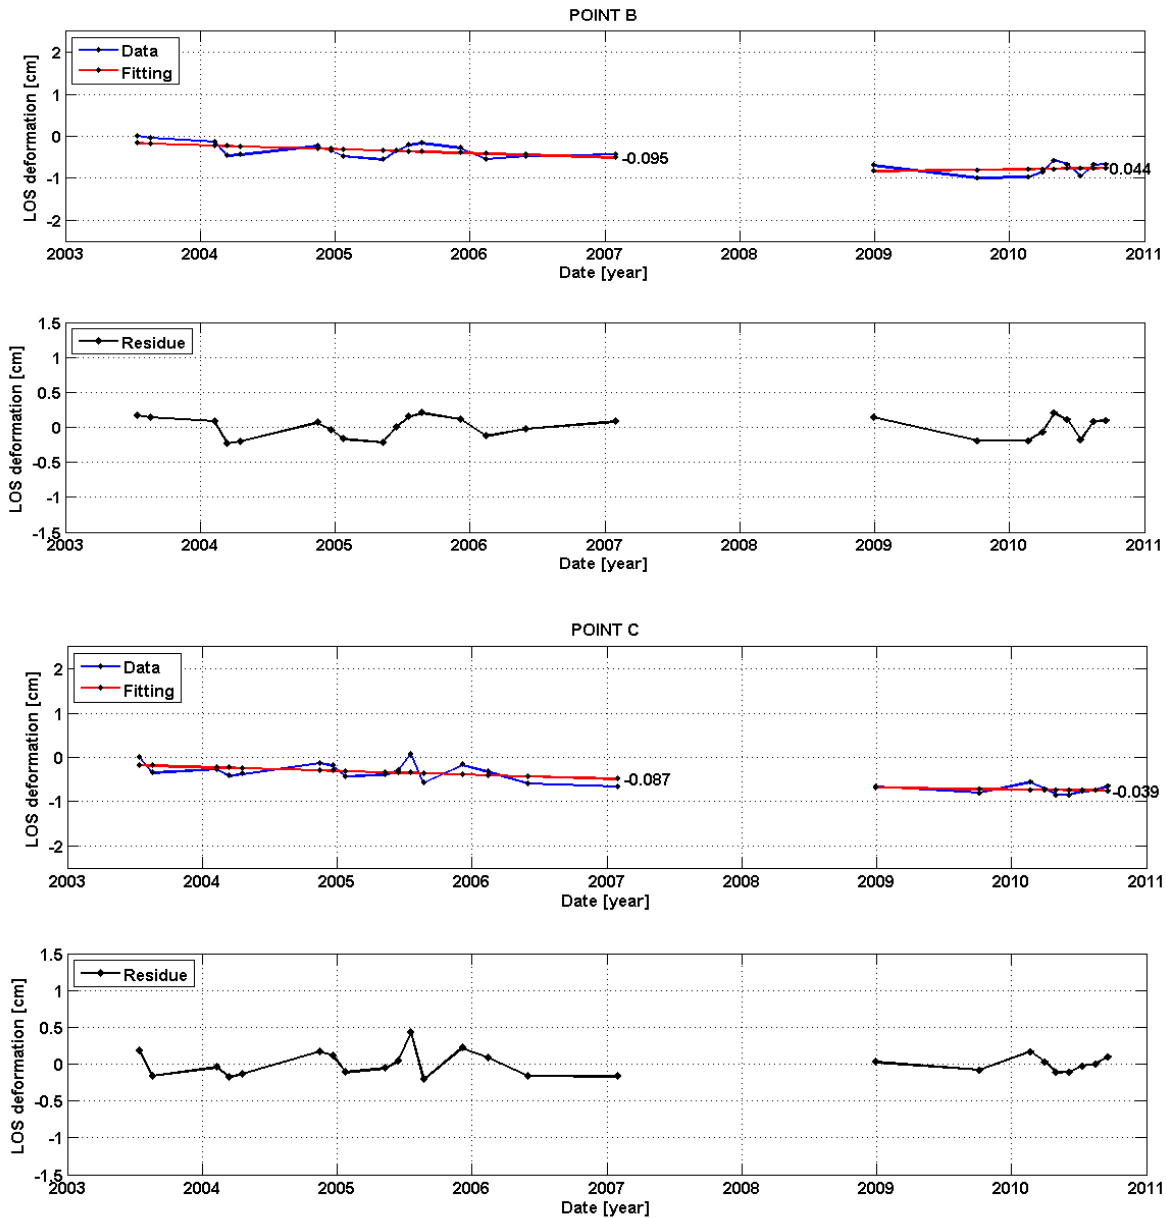 POINT B
LOS deformation [cm]
2
1
0
-1
-2
Data
Fitting
-0.095
0.044
2003 2004 2005 2006 2007 2008 2009 2010 2011
Date [year]
LOS deformation [cm]
1.5
1
0.5
0
-0.5
-1
-1.5
Residue
2003 2004 2005 2006 2007 2008 2009 2010 2011
Date [year]
POINT C
LOS deformation [cm]
2
1
0
-1
-2
Data
Fitting
-0.087
-0.039
2003 2004 2005 2006 2007 2008 2009 2010 2011
Date [year]
LOS deformation [cm]
1.5
1
0.5
0
-0.5
-1
-1.5
Residue
2003 2004 2005 2006 2007 2008 2009 2010 2011
Date [year]